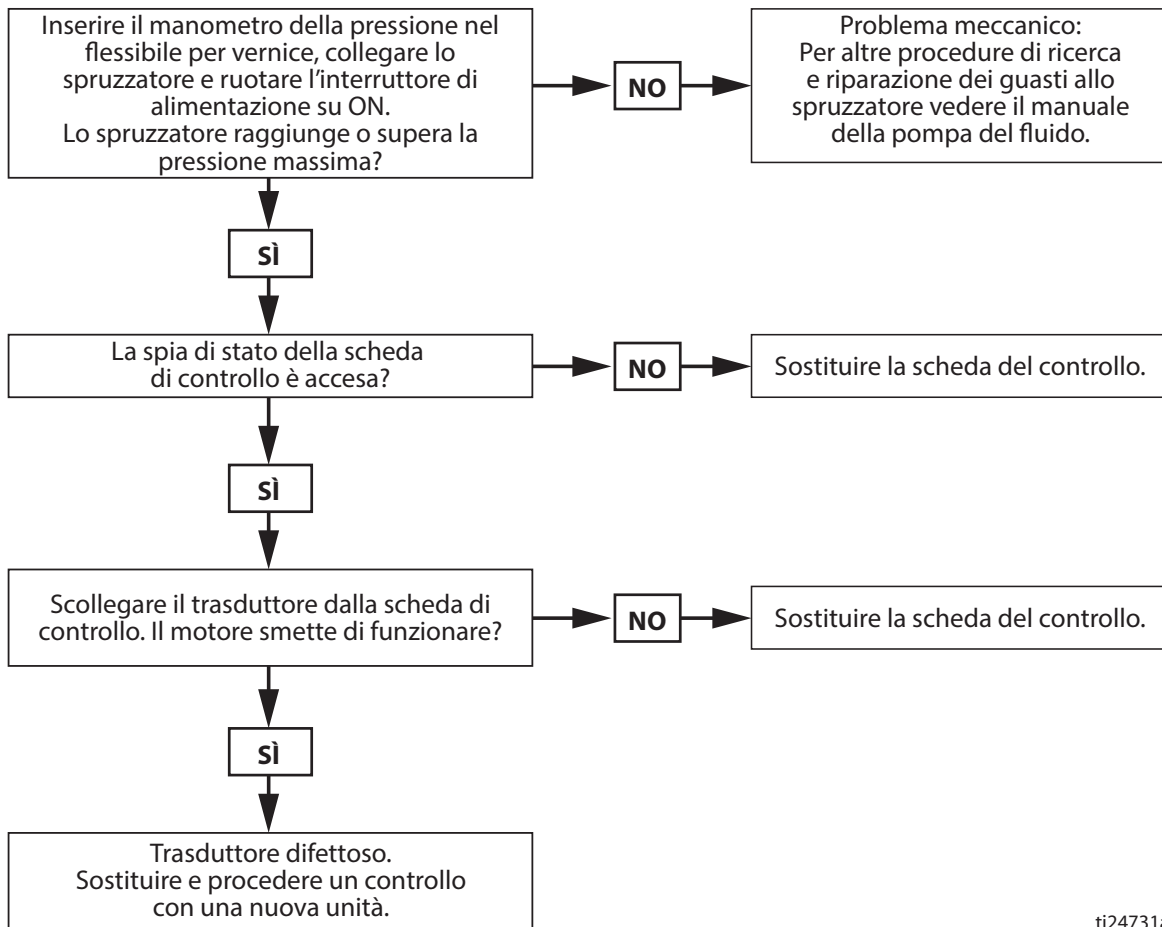 Inserire il manometro della pressione nel
flessibile per vernice, collegare lo
spruzzatore e ruotare l'interruttore di
alimentazione su ON.
Lo spruzzatore raggiunge o supera la
pressione massima?
NO
Problema meccanico:
Per altre procedure di ricerca
e riparazione dei guasti allo
spruzzatore vedere il manuale
della pompa del fluido.
SÌ
La spia di stato della scheda
di controllo è accesa?
NO
Sostituire la scheda del controllo.
SÌ
Scollegare il trasduttore dalla scheda di
controllo. Il motore smette di funzionare?
NO
Sostituire la scheda del controllo.
SÌ
Trasduttore difettoso.
Sostituire e procedere un controllo
con una nuova unità.
ti24731a